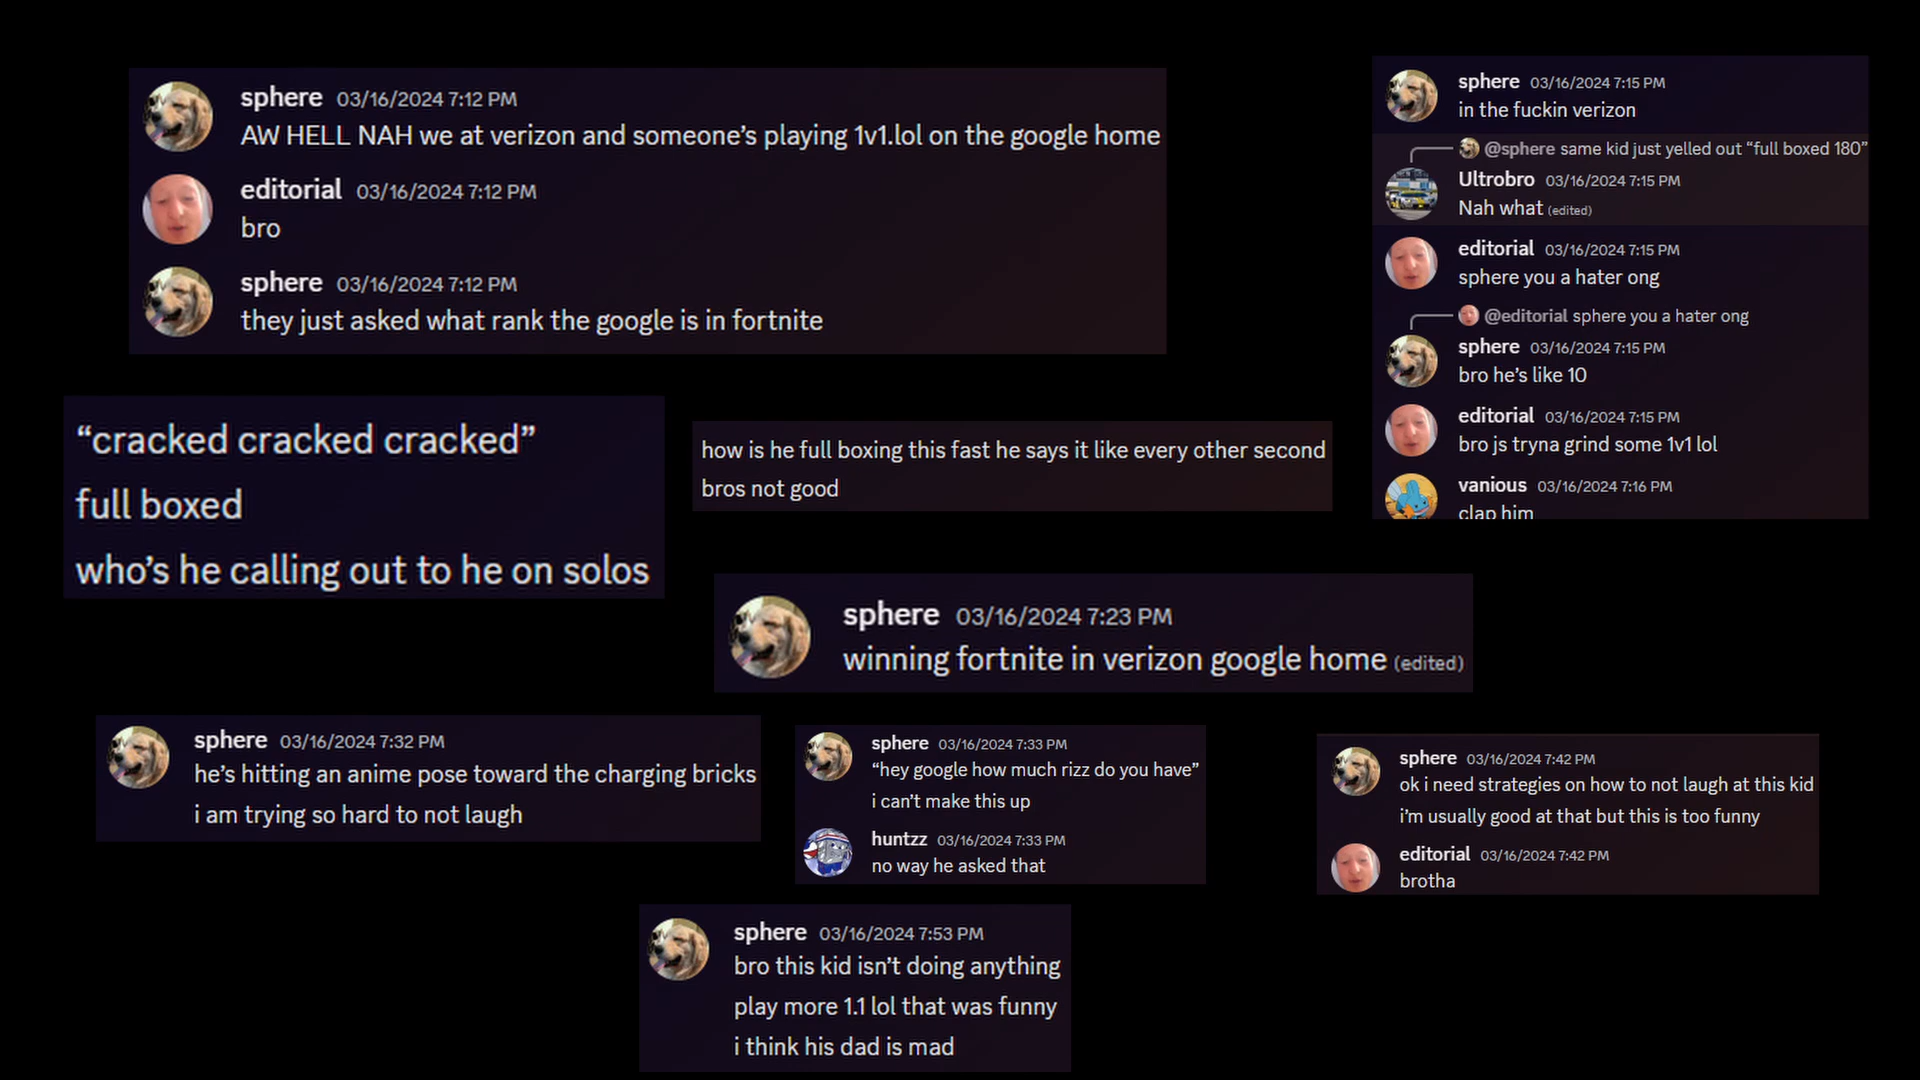 sphere 03/16/2024 7:12 PM
AW HELL NAH we at verizon and someone’s playing 1v1.lol on the google home
editorial 03/16/2024 7:12 PM
bro
sphere 03/16/2024 7:12 PM
they just asked what rank the google is in fortnite
sphere 03/16/2024 7:15 PM
in the fuckin verizon
@sphere same kid just yelled out “full boxed 180”
Ultrobro 03/16/2024 7:15 PM
Nah what (edited)
editorial 03/16/2024 7:15 PM
sphere you a hater ong
@editorial sphere you a hater ong
sphere 03/16/2024 7:15 PM
bro he’s like 10
editorial 03/16/2024 7:15 PM
bro js tryna grind some 1v1 lol
vanious 03/16/2024 7:16 PM
clap him
“cracked cracked cracked”
full boxed
who’s he calling out to he on solos
how is he full boxing this fast he says it like every other second
bros not good
sphere 03/16/2024 7:23 PM
winning fortnite in verizon google home (edited)
sphere 03/16/2024 7:32 PM
he’s hitting an anime pose toward the charging bricks
i am trying so hard to not laugh
sphere 03/16/2024 7:33 PM
“hey google how much rizz do you have”
i can’t make this up
huntzz 03/16/2024 7:33 PM
no way he asked that
sphere 03/16/2024 7:42 PM
ok i need strategies on how to not laugh at this kid
i’m usually good at that but this is too funny
editorial 03/16/2024 7:42 PM
brotha
sphere 03/16/2024 7:53 PM
bro this kid isn’t doing anything
play more 1.1 lol that was funny
i think his dad is mad